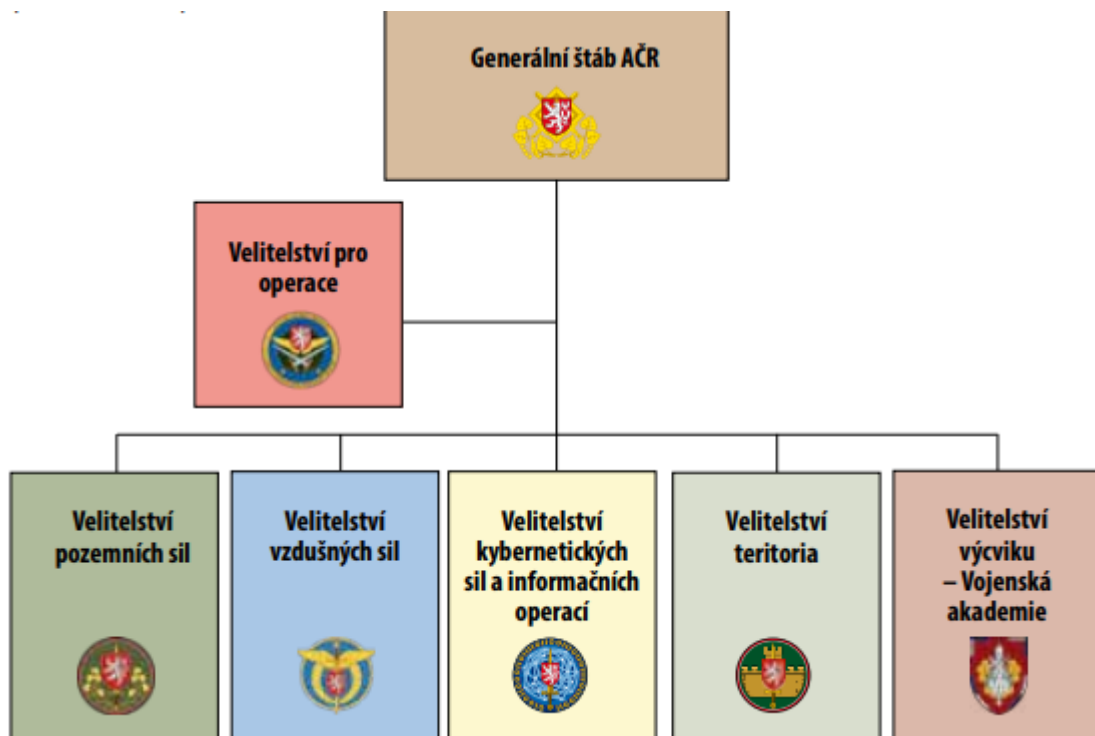 Generální štáb AČR
Velitelství pro
operace
Velitelství
pozemních sil
Velitelství
vzdušných sil
Velitelství
kybernetických
sil a informačních
operací
Velitelství
teritoria
Velitelství
výcviku
– Vojenská
akademie